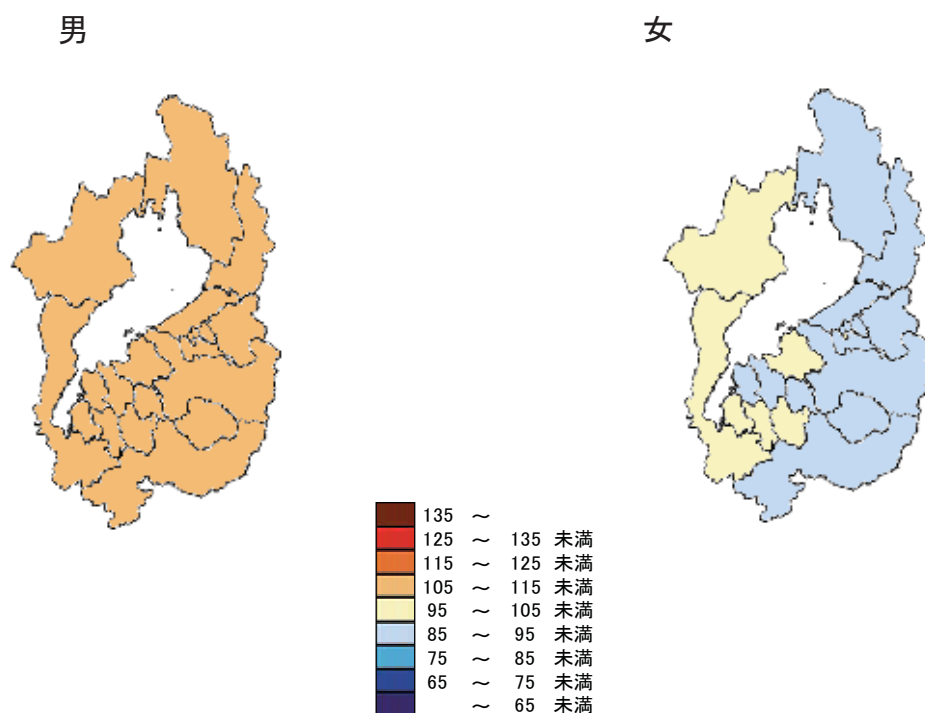 男
女
135 ～
125 ～ 135 未満
115 ～ 125 未満
105 ～ 115 未満
95 ～ 105 未満
85 ～ 95 未満
75 ～ 85 未満
65 ～ 75 未満
～ 65 未満